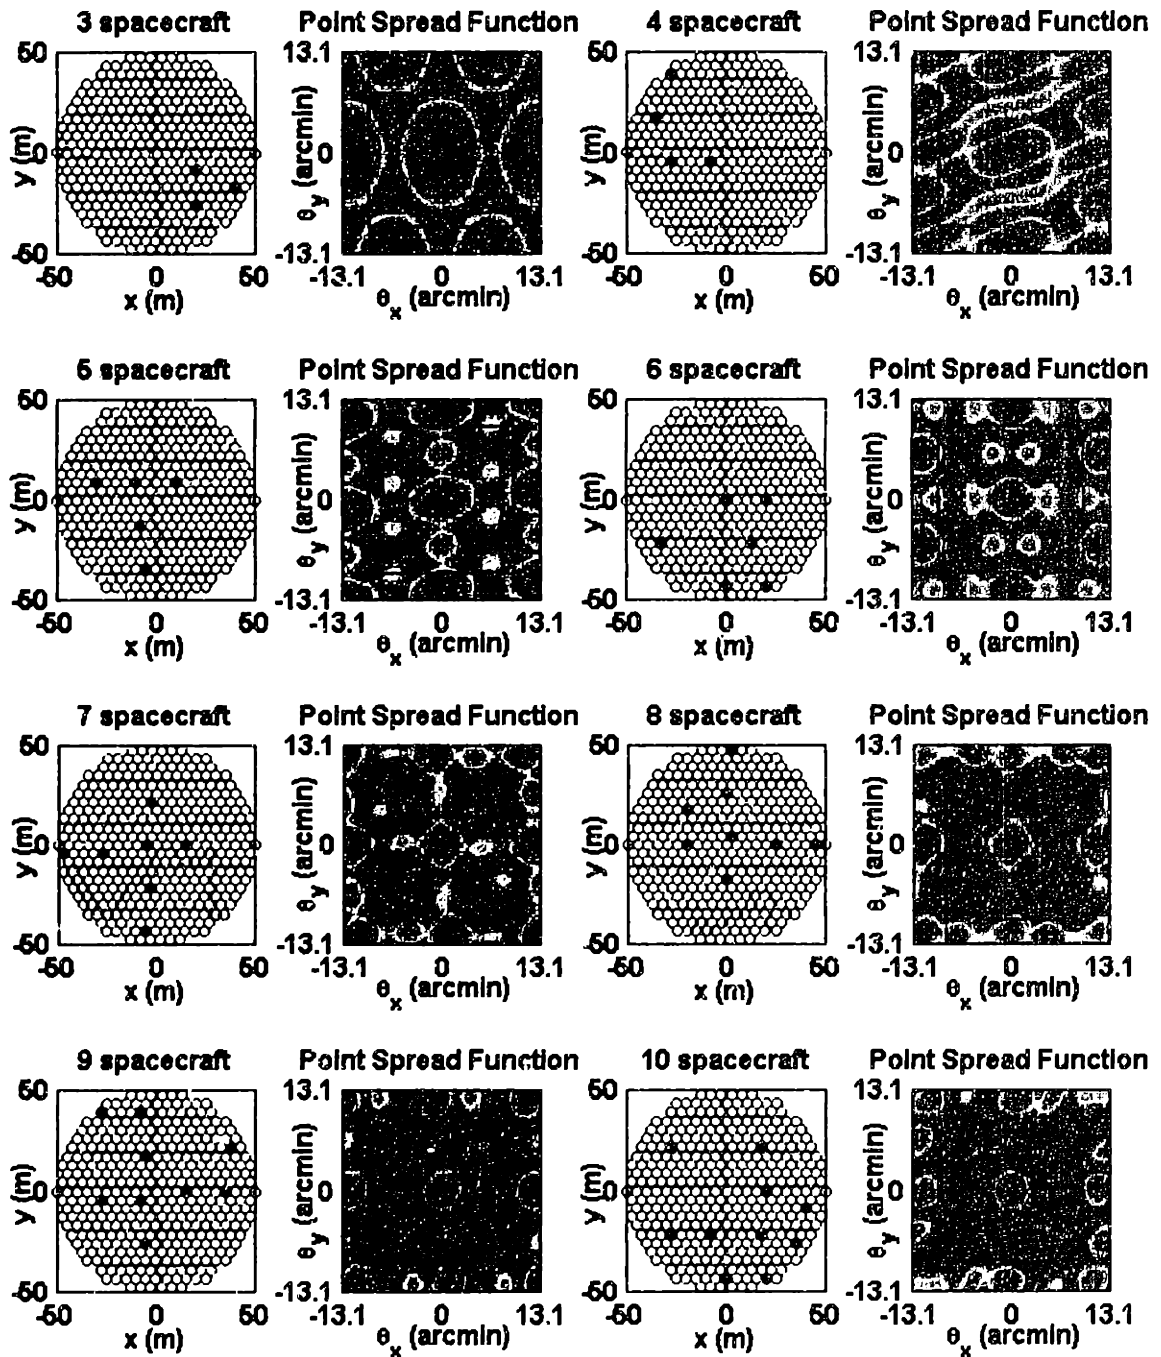 3 spacecraft Point Spread Function 4 spacecraft Point Spread Function
50 13.1 50 13.1
y (m) θy (arcmin) y (m) θy (arcmin)
0 0 0 0
-50 -13.1 -50 -13.1
-50 0 50 -13.1 0 13.1 -50 0 50 -13.1 0 13.1
x (m) θx (arcmin) x (m) θx (arcmin)
5 spacecraft Point Spread Function 6 spacecraft Point Spread Function
50 13.1 50 13.1
y (m) θy (arcmin) y (m) θy (arcmin)
0 0 0 0
-50 -13.1 -50 -13.1
-50 0 50 -13.1 0 13.1 -50 0 50 -13.1 0 13.1
x (m) θx (arcmin) x (m) θx (arcmin)
7 spacecraft Point Spread Function 8 spacecraft Point Spread Function
50 13.1 50 13.1
y (m) θy (arcmin) y (m) θy (arcmin)
0 0 0 0
-50 -13.1 -50 -13.1
-50 0 50 -13.1 0 13.1 -50 0 50 -13.1 0 13.1
x (m) θx (arcmin) x (m) θx (arcmin)
9 spacecraft Point Spread Function 10 spacecraft Point Spread Function
50 13.1 50 13.1
y (m) θy (arcmin) y (m) θy (arcmin)
0 0 0 0
-50 -13.1 -50 -13.1
-50 0 50 -13.1 0 13.1 -50 0 50 -13.1 0 13.1
x (m) θx (arcmin) x (m) θx (arcmin)